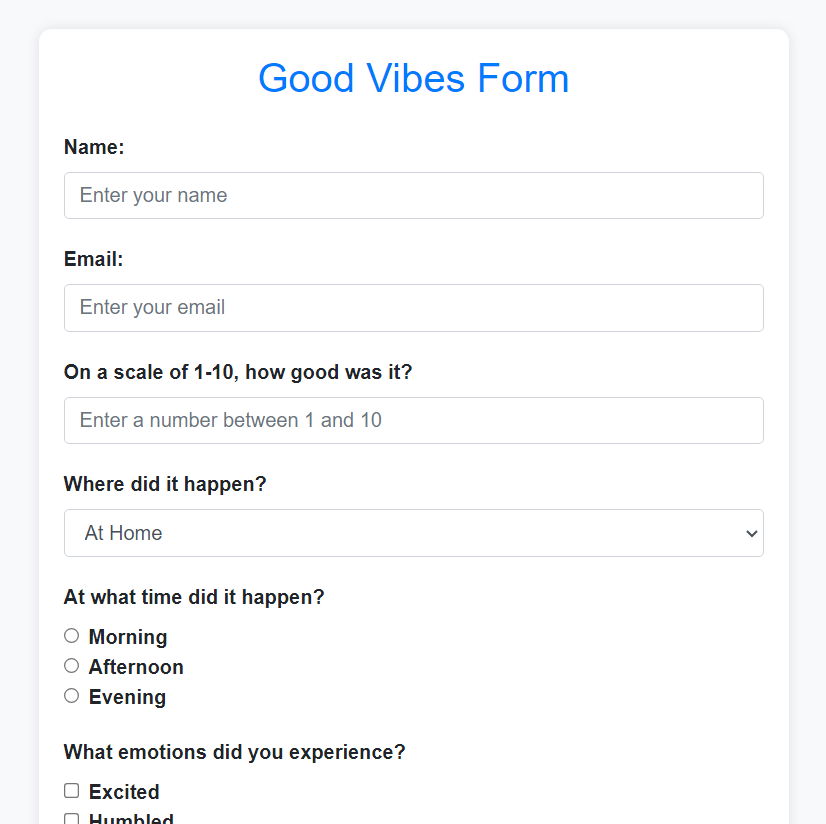 Good Vibes Form
Name:
Enter your name
Email:
Enter your email
On a scale of 1-10, how good was it?
Enter a number between 1 and 10
Where did it happen?
At Home
At what time did it happen?
Morning
Afternoon
Evening
What emotions did you experience?
Excited
Humbled